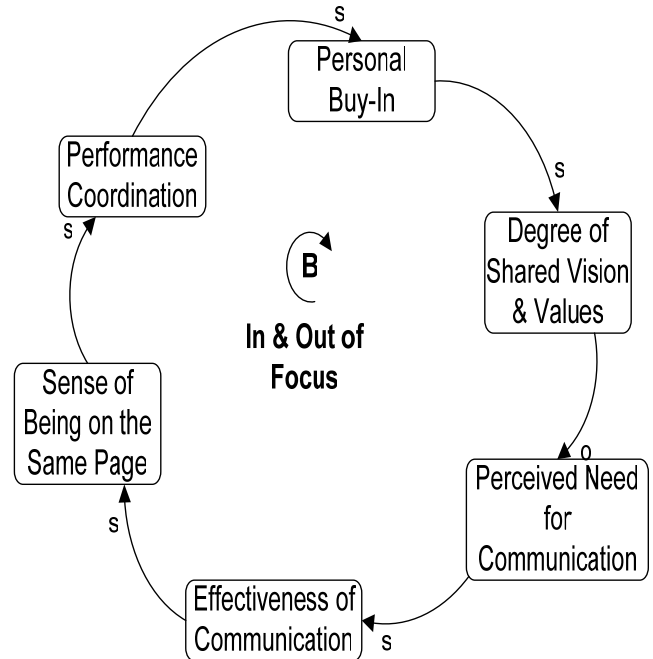 s
Personal
Buy-In
s
Degree of
Shared Vision
& Values
o
Perceived Need
for
Communication
s
Effectiveness of
Communication
s
Sense of
Being on the
Same Page
s
Performance
Coordination
B
In & Out of
Focus